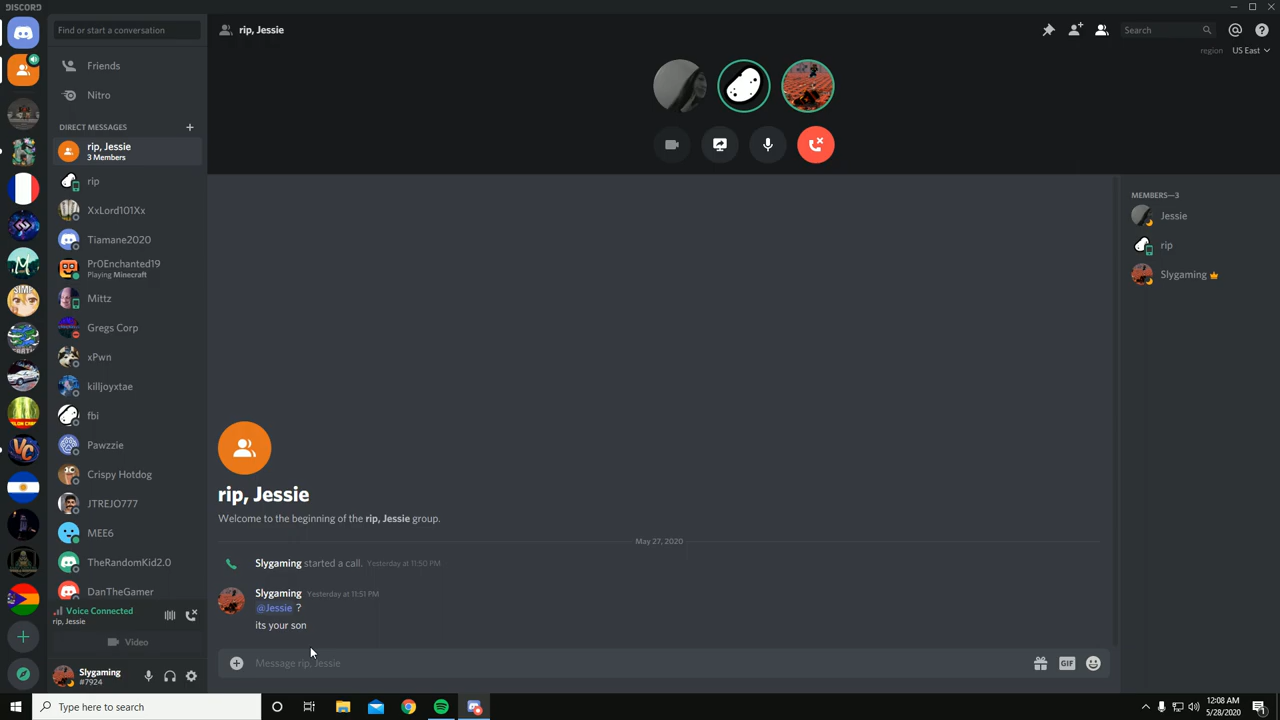 DISCORD
Find or start a conversation
Friends
Nitro
DIRECT MESSAGES
rip, Jessie
3 Members
rip
XxLord101Xx
Tiamane2020
Pr0Enchanted19
Playing Minecraft
Mittz
Gregs Corp
xPwn
killjoyxtae
fbi
Pawzzie
Crispy Hotdog
JTREJO777
MEE6
TheRandomKid2.0
DanTheGamer
Voice Connected
rip, Jessie
Video
Slygaming
#7924
rip, Jessie
Search
region US East
rip, Jessie
Welcome to the beginning of the rip, Jessie group.
May 27, 2020
Slygaming started a call. Yesterday at 11:50 PM
Slygaming Yesterday at 11:51 PM
@Jessie ?
its your son
Message rip, Jessie
GIF
MEMBERS—3
Jessie
rip
Slygaming
Type here to search
12:08 AM
5/28/2020